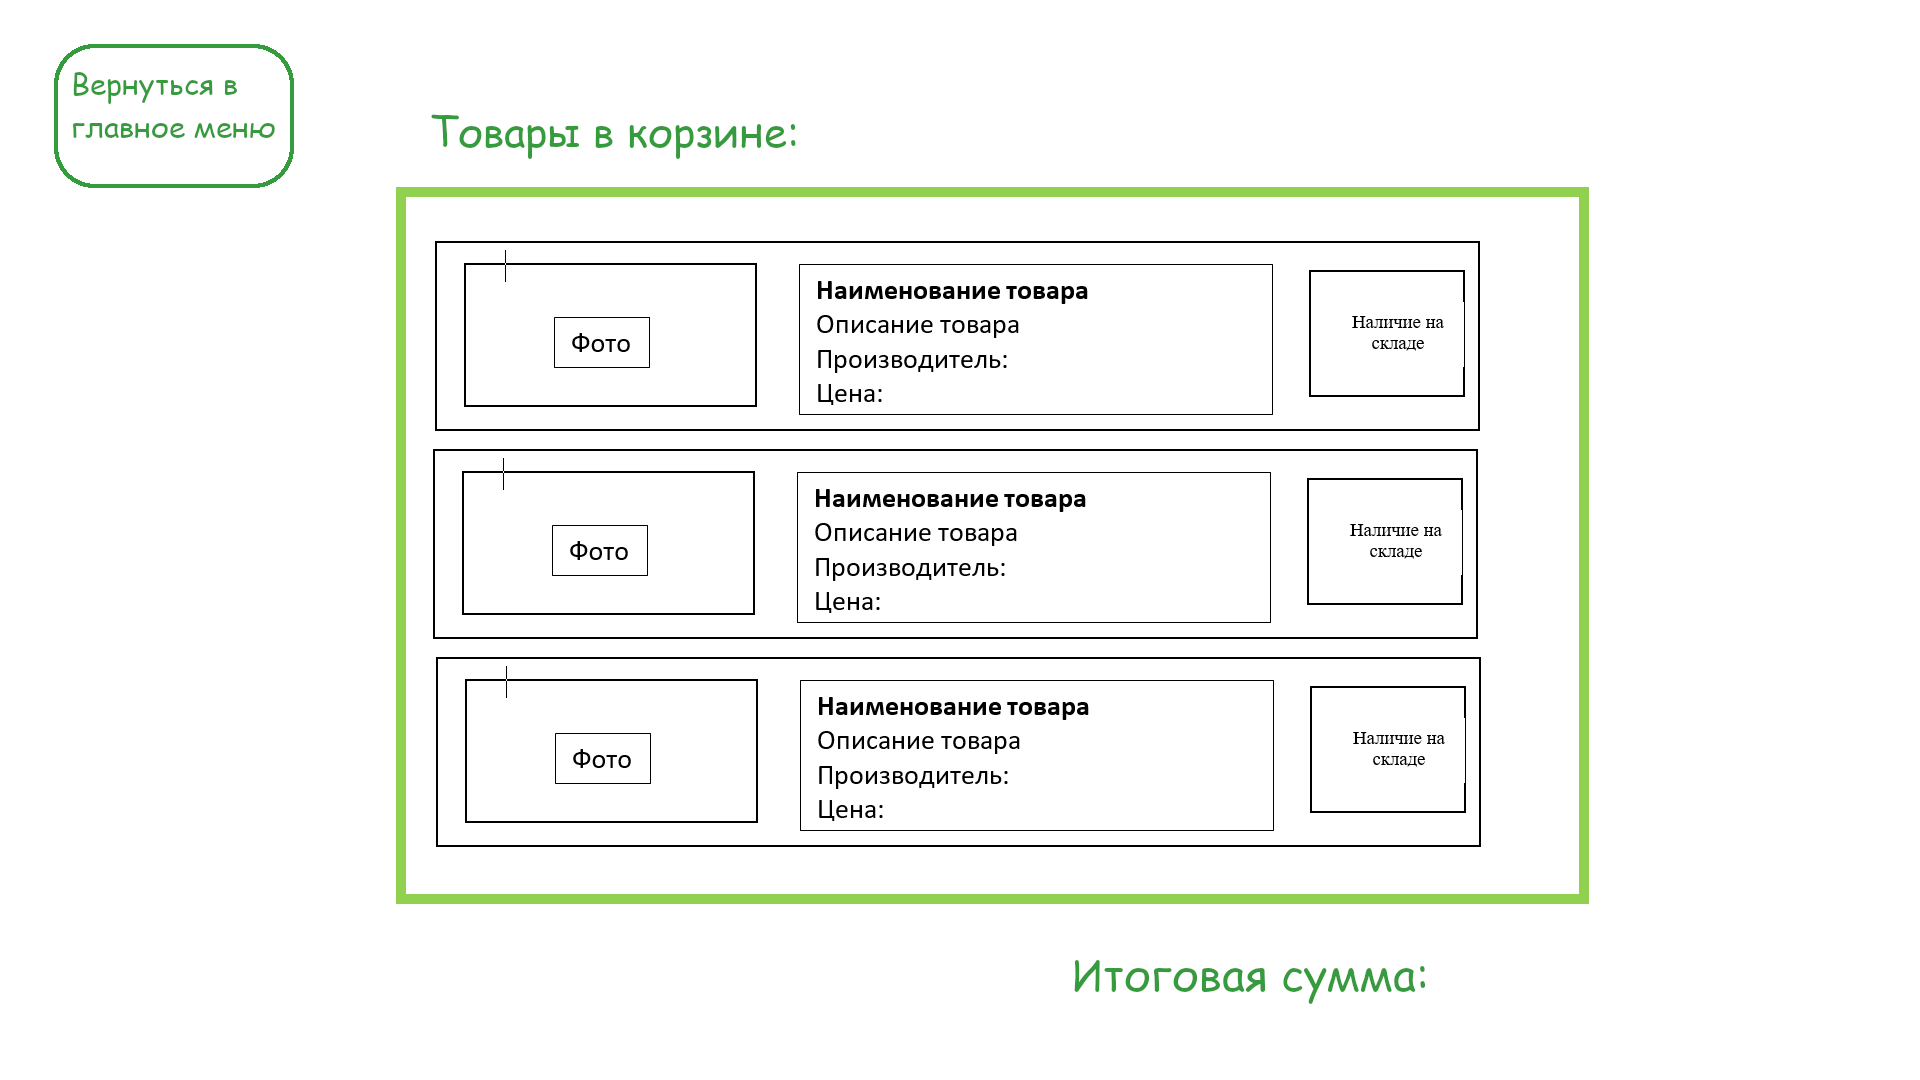 Вернуться в
главное меню
Товары в корзине:
Фото
Наименование товара
Описание товара
Производитель:
Цена:
Наличие на
складе
Фото
Наименование товара
Описание товара
Производитель:
Цена:
Наличие на
складе
Фото
Наименование товара
Описание товара
Производитель:
Цена:
Наличие на
складе
Итоговая сумма: